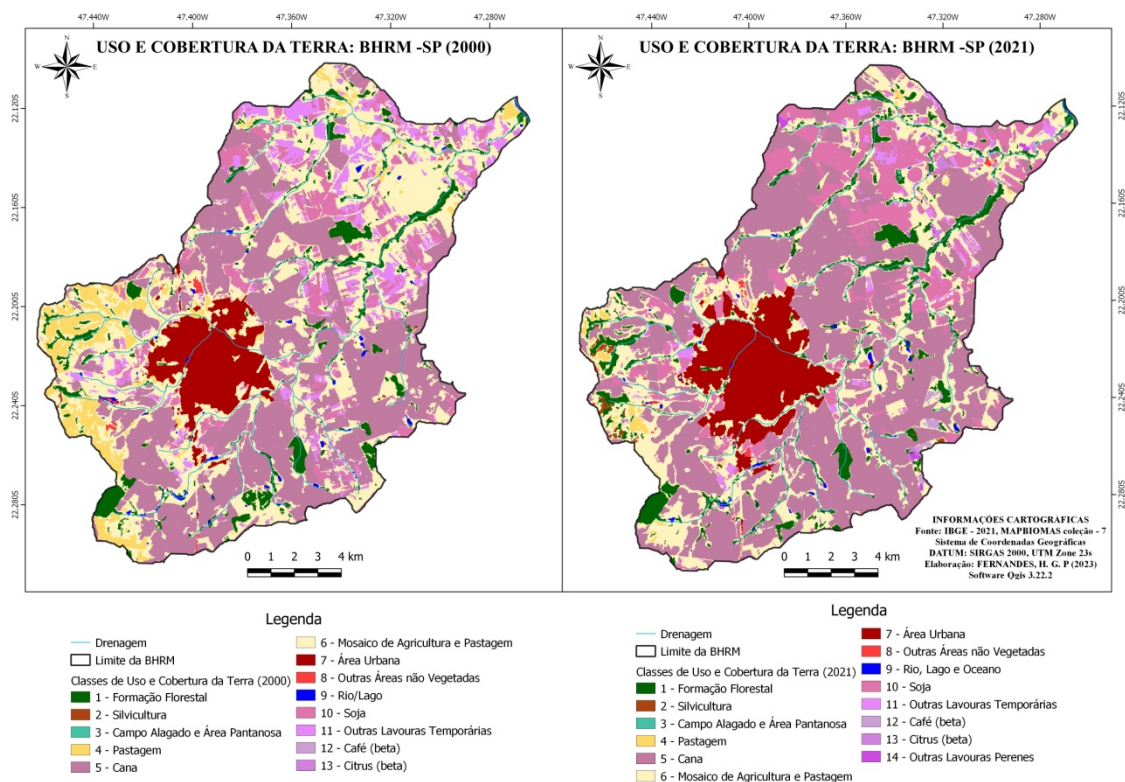 47.440W 47.400W 47.360W 47.320W 47.280W
47.440W 47.400W 47.360W 47.320W 47.280W
USO E COBERTURA DA TERRA: BHRM -SP (2000)
N
W E
S
22.120S
22.160S
22.200S
22.240S
22.280S
0 1 2 3 4 km
USO E COBERTURA DA TERRA: BHRM -SP (2021)
N
W E
S
22.120S
22.160S
22.200S
22.240S
22.280S
0 1 2 3 4 km
INFORMAÇÕES CARTOGRAFICAS
Fonte: IBGE - 2021, MAPBIOMAS coleção - 7
Sistema de Coordenadas Geográficas
DATUM: SIRGAS 2000, UTM Zone 23s
Elaboração: FERNANDES, H. G. P (2023)
Software Qgis 3.22.2
Legenda
Drenagem
Limite da BHRM
Classes de Uso e Cobertura da Terra (2000)
1 - Formação Florestal
2 - Silvicultura
3 - Campo Alagado e Área Pantanosa
4 - Pastagem
5 - Cana
6 - Mosaico de Agricultura e Pastagem
7 - Área Urbana
8 - Outras Áreas não Vegetadas
9 - Rio/Lago
10 - Soja
11 - Outras Lavouras Temporárias
12 - Café (beta)
13 - Citrus (beta)
Legenda
Drenagem
Limite da BHRM
Classes de Uso e Cobertura da Terra (2021)
1 - Formação Florestal
2 - Silvicultura
3 - Campo Alagado e Área Pantanosa
4 - Pastagem
5 - Cana
6 - Mosaico de Agricultura e Pastagem
7 - Área Urbana
8 - Outras Áreas não Vegetadas
9 - Rio, Lago e Oceano
10 - Soja
11 - Outras Lavouras Temporárias
12 - Café (beta)
13 - Citrus (beta)
14 - Outras Lavouras Perenes